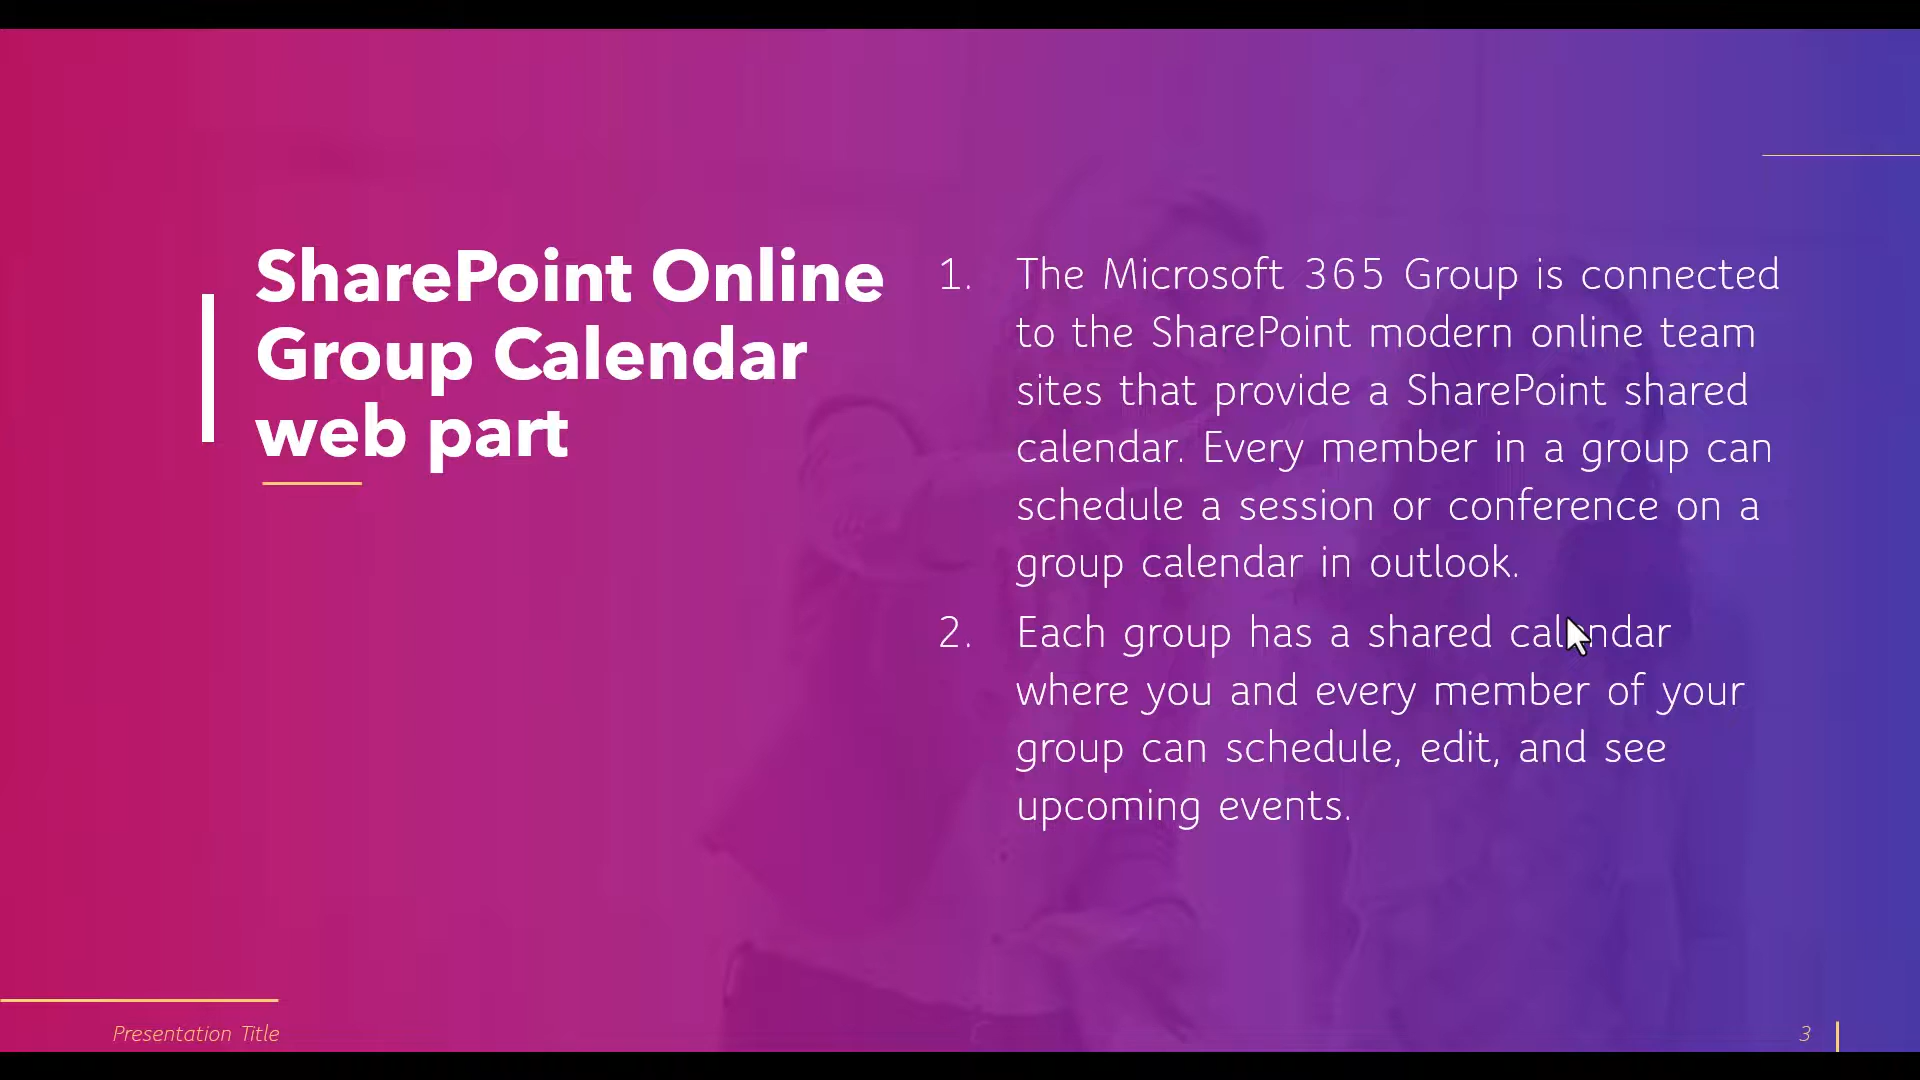 SharePoint Online
Group Calendar
web part
1. The Microsoft 365 Group is connected
to the SharePoint modern online team
sites that provide a SharePoint shared
calendar. Every member in a group can
schedule a session or conference on a
group calendar in outlook.
2. Each group has a shared calendar
where you and every member of your
group can schedule, edit, and see
upcoming events.
Presentation Title
3